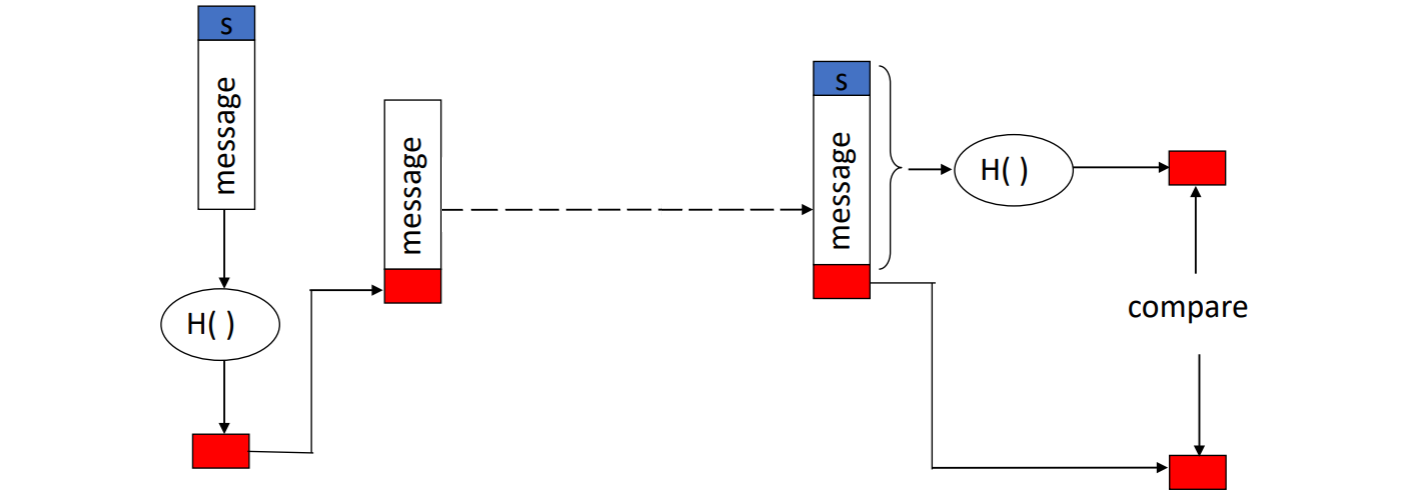 s
message
H( )
message
s
message
H( )
compare